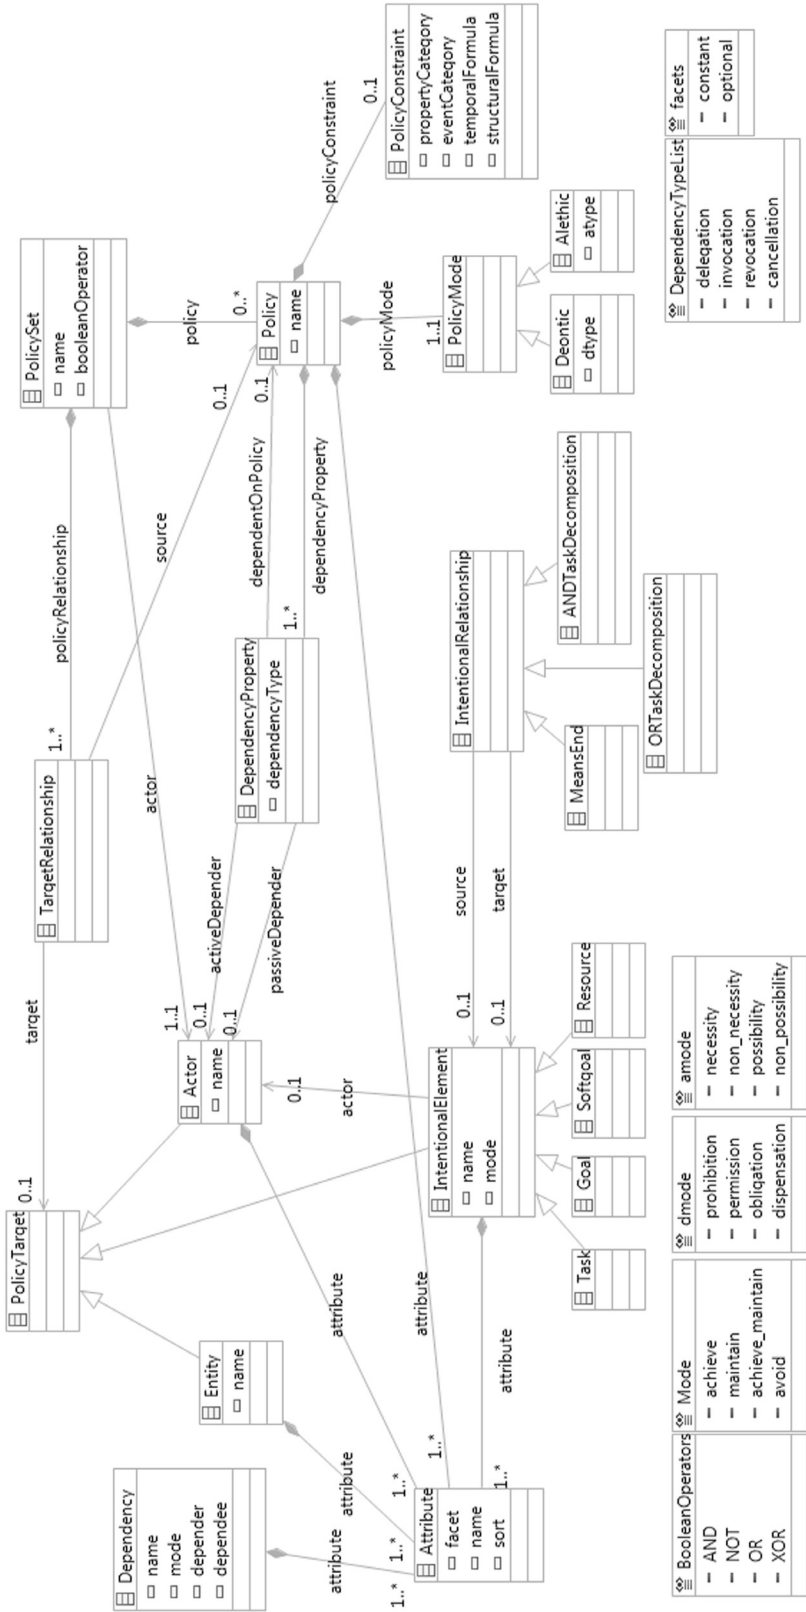 Dependency
name
mode
depender
dependee
attribute
1..*
Entity
name
attribute
1..*
PolicyTarget
0..1
target
TargetRelationship
1..*
policyRelationship
PolicySet
name
booleanOperator
policy
0..*
source
0..1
actor
1..1
Actor
name
0..1
activeDepender
0..1
passiveDepender
DependencyProperty
dependencyType
dependentOnPolicy
0..1
1..*
dependencyProperty
Policy
name
policyConstraint
0..1
PolicyConstraint
propertyCategory
eventCategory
temporalFormula
structuralFormula
policyMode
1..1
PolicyMode
Deontic
dtype
Alethic
atype
attribute
1..*
attribute
1..*
Attribute
facet
name
sort
attribute
1..*
0..1
actor
IntentionalElement
name
mode
Task
Goal
Softgoal
Resource
source
0..1
target
0..1
IntentionalRelationship
MeansEnd
ORTaskDecomposition
ANDTaskDecomposition
BooleanOperators
AND
NOT
OR
XOR
Mode
achieve
maintain
achieve_maintain
avoid
dmode
prohibition
permission
obligation
dispensation
amode
necessity
non_necessity
possibility
non_possibility
DependencyTypeList
delegation
invocation
revocation
cancellation
facets
constant
optional